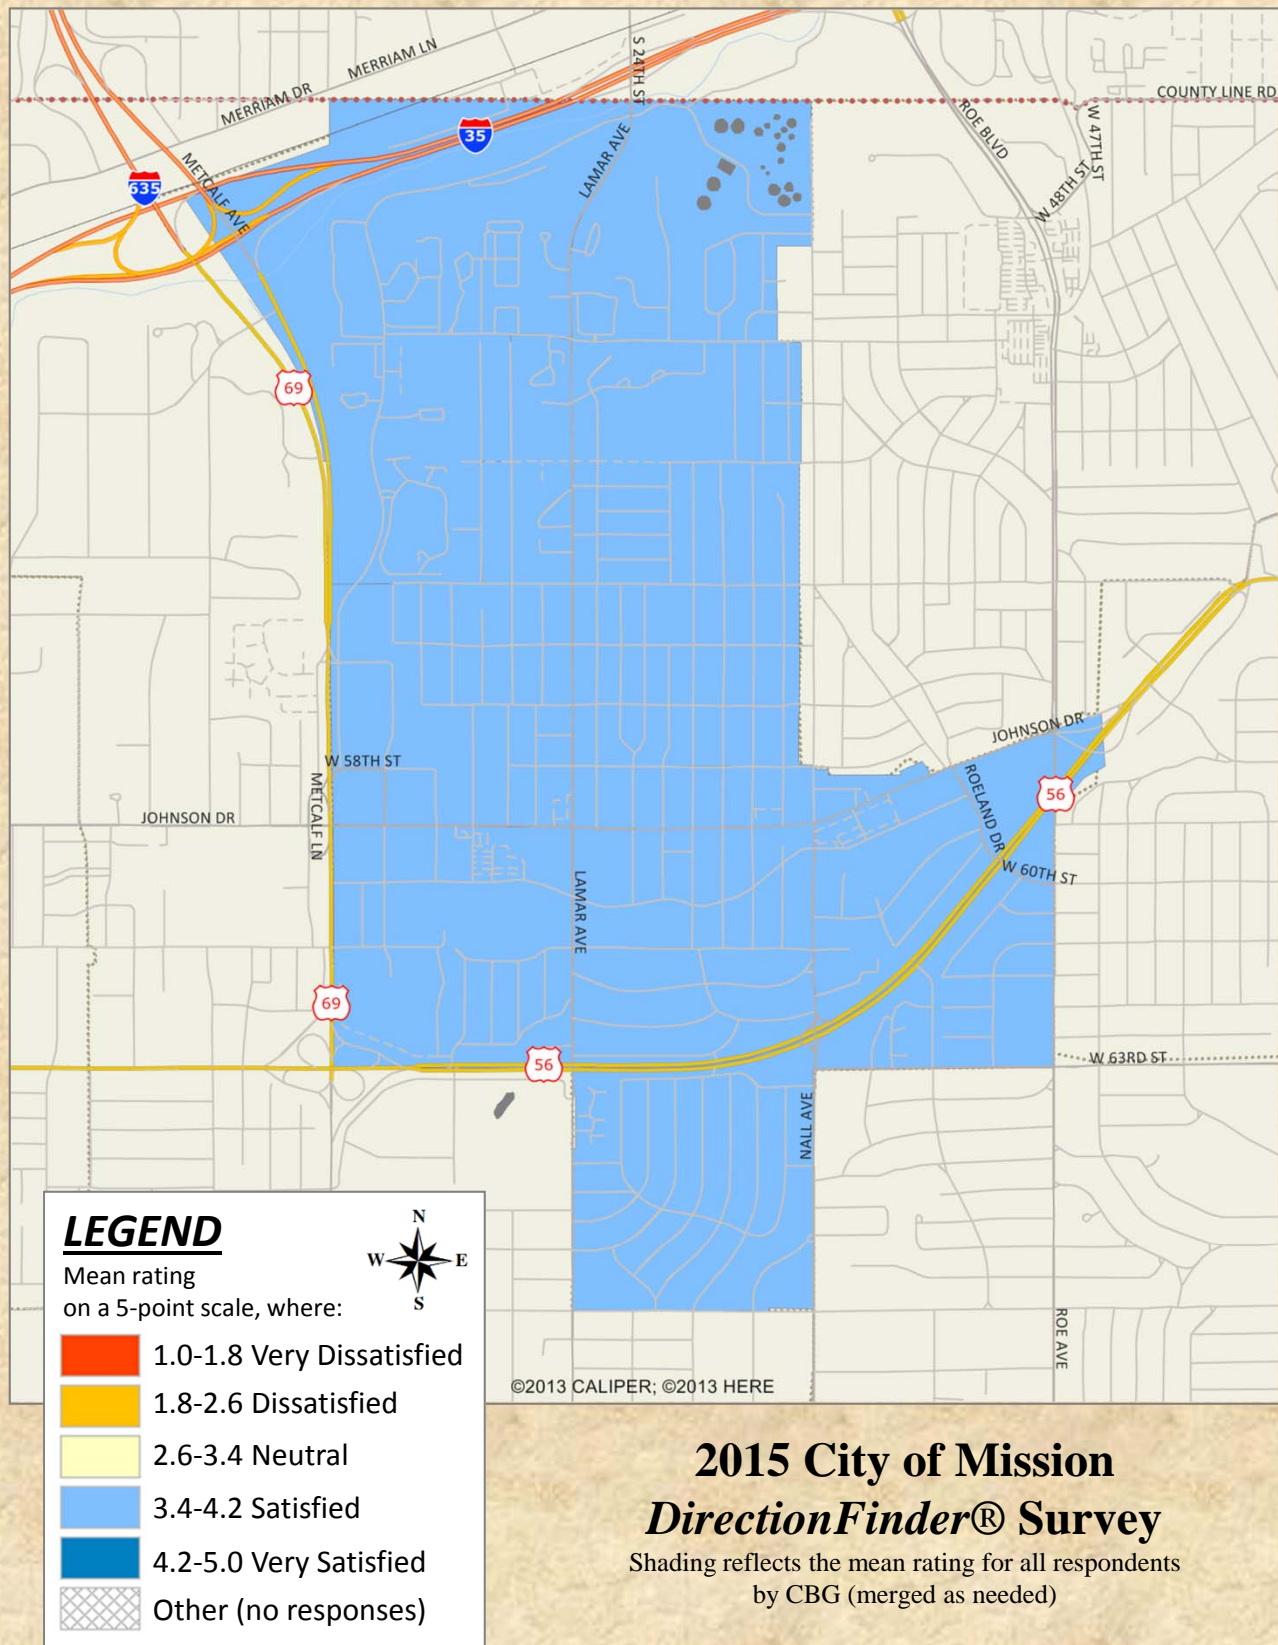 MERRIAM LN
S 24TH ST
MERRIAM DR
COUNTY LINE RD
ROE BLVD
W 47TH ST
35
LAMAR AVE
METCALF AVE
635
W 48TH ST
69
JOHNSON DR
W 58TH ST
ROELAND DR
56
METCALF LN
JOHNSON DR
W 60TH ST
LAMAR AVE
69
56
W 63RD ST
NALL AVE
ROE AVE
©2013 CALIPER; ©2013 HERE
LEGEND
N
W
E
S
Mean rating
on a 5-point scale, where:
1.0-1.8 Very Dissatisfied
1.8-2.6 Dissatisfied
2.6-3.4 Neutral
3.4-4.2 Satisfied
4.2-5.0 Very Satisfied
Other (no responses)
2015 City of Mission
DirectionFinder® Survey
Shading reflects the mean rating for all respondents
by CBG (merged as needed)